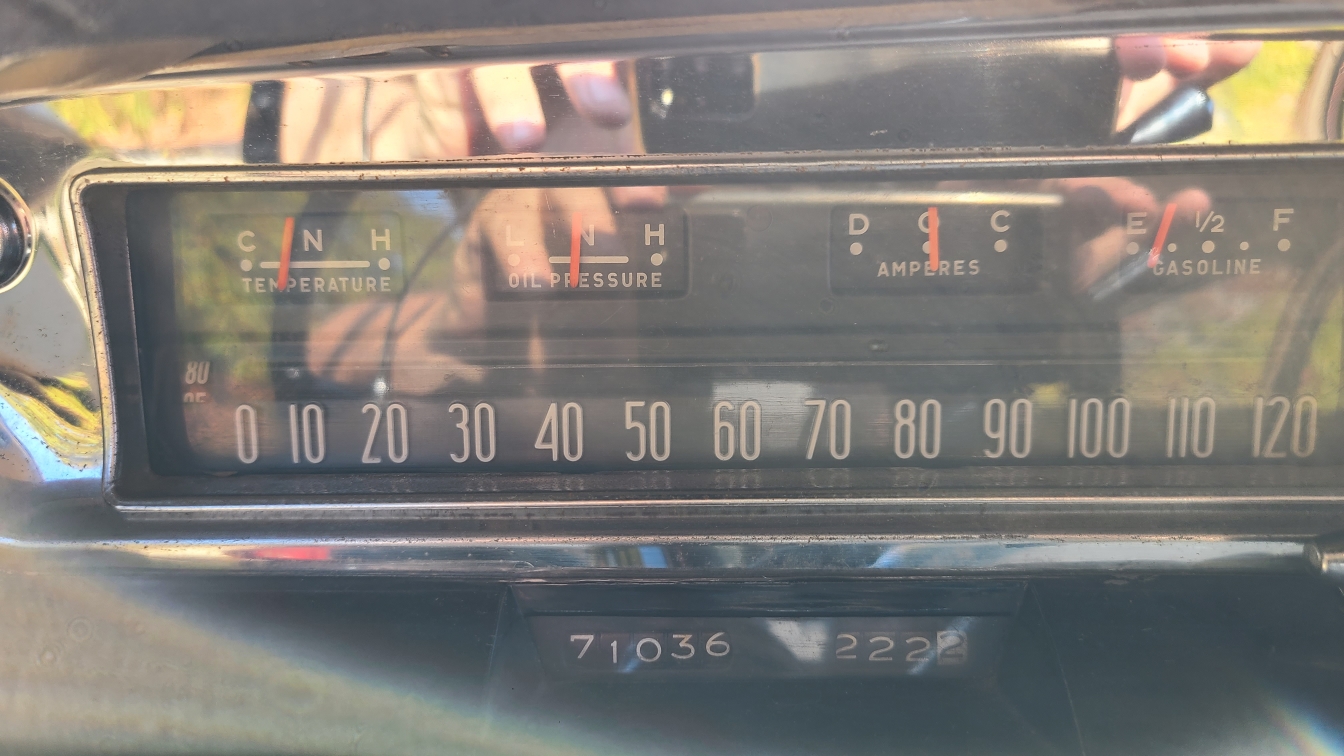 C N H
TEMPERATURE
L N H
OIL PRESSURE
D C
AMPERES
E 1/2 F
GASOLINE
80
0 10 20 30 40 50 60 70 80 90 100 110 120
71036 2222